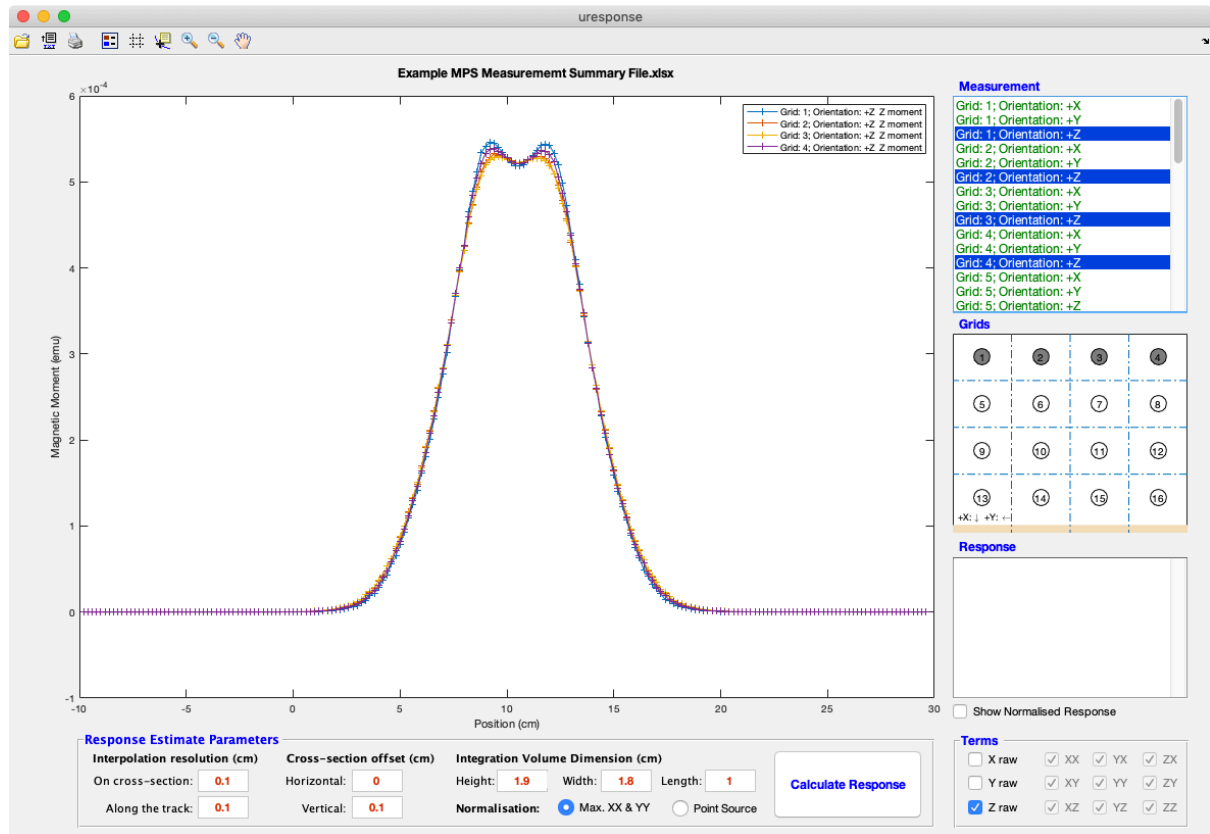 uresponse
Example MPS Measurememt Summary File.xlsx
×10⁻⁴
6
5
4
3
2
1
0
-1
Magnetic Moment (emu)
-10 -5 0 5 10 15 20 25 30
Position (cm)
Grid: 1; Orientation: +Z Z moment
Grid: 2; Orientation: +Z Z moment
Grid: 3; Orientation: +Z Z moment
Grid: 4; Orientation: +Z Z moment
Measurement
Grid: 1; Orientation: +X
Grid: 1; Orientation: +Y
Grid: 1; Orientation: +Z
Grid: 2; Orientation: +X
Grid: 2; Orientation: +Y
Grid: 2; Orientation: +Z
Grid: 3; Orientation: +X
Grid: 3; Orientation: +Y
Grid: 3; Orientation: +Z
Grid: 4; Orientation: +X
Grid: 4; Orientation: +Y
Grid: 4; Orientation: +Z
Grid: 5; Orientation: +X
Grid: 5; Orientation: +Y
Grid: 5; Orientation: +Z
Grids
1 2 3 4
5 6 7 8
9 10 11 12
13 14 15 16
+X: ↓ +Y: ←
Response
Show Normalised Response
Response Estimate Parameters
Interpolation resolution (cm) Cross-section offset (cm) Integration Volume Dimension (cm)
On cross-section: 0.1 Horizontal: 0 Height: 1.9 Width: 1.8 Length: 1
Along the track: 0.1 Vertical: 0.1 Normalisation: Max. XX & YY Point Source
Calculate Response
Terms
X raw XX YX ZX
Y raw XY YY ZY
Z raw XZ YZ ZZ